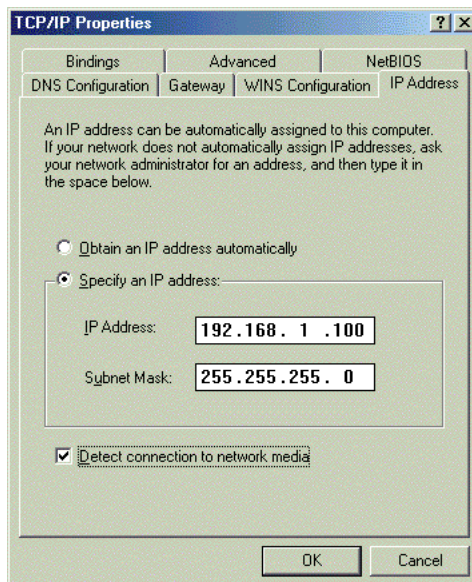 TCP/IP Properties
Bindings
Advanced
NetBIOS
DNS Configuration
Gateway
WINS Configuration
IP Address
An IP address can be automatically assigned to this computer.
If your network does not automatically assign IP addresses, ask
your network administrator for an address, and then type it in
the space below.
Obtain an IP address automatically
Specify an IP address:
IP Address:
192.168. 1 .100
Subnet Mask:
255.255.255. 0
Detect connection to network media
OK
Cancel